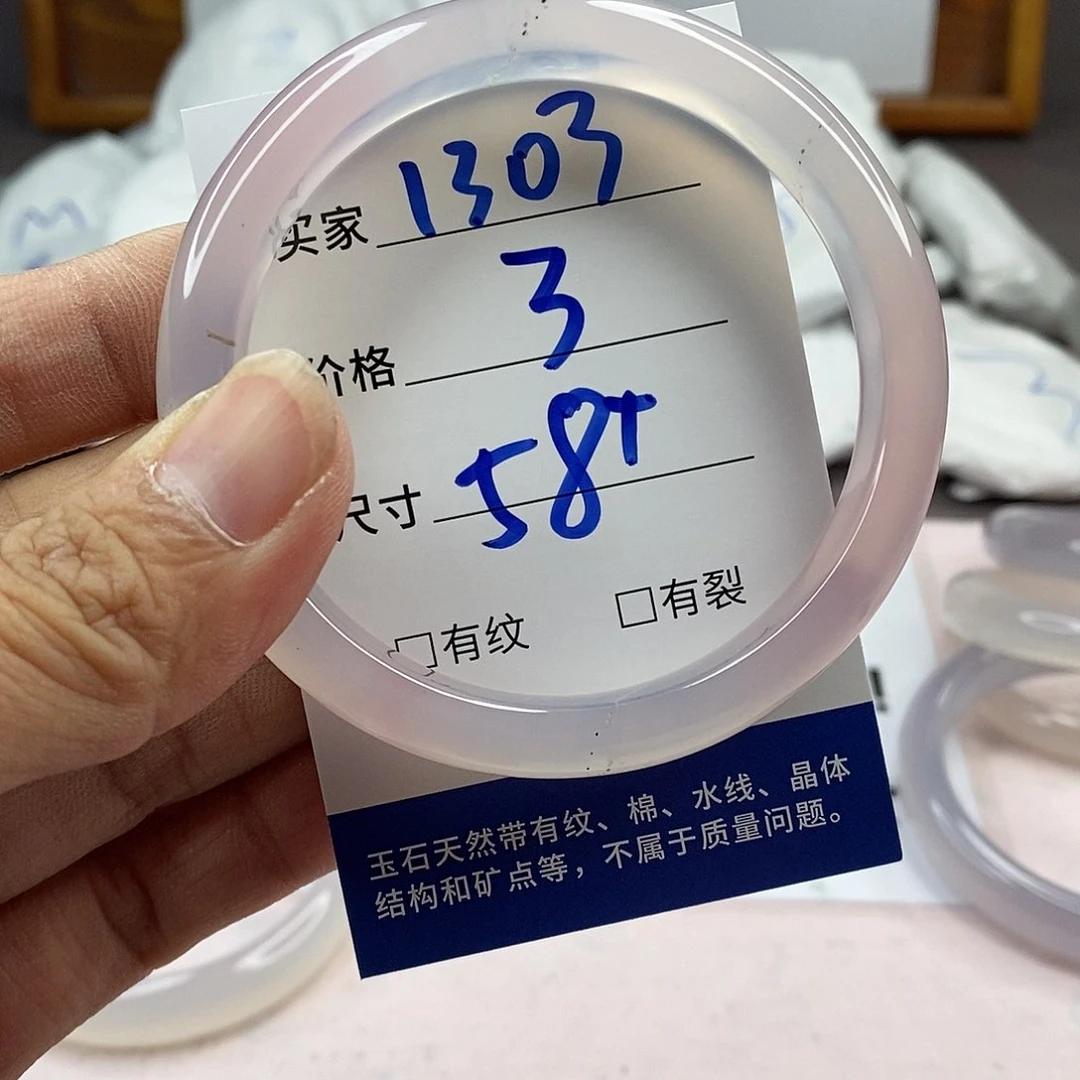 买家 1303
价格 3
尺寸 58+
□有纹 □有裂
玉石天然带有纹、棉、水线、晶体
结构和矿点等，不属于质量问题。